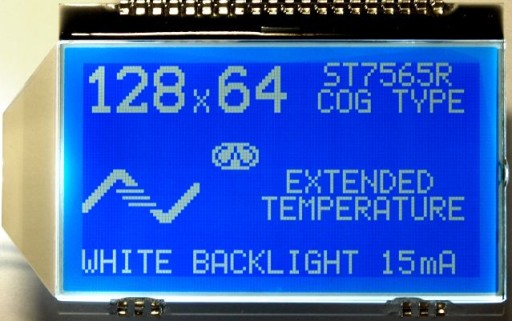 128x64 ST7565R
COG TYPE
EXTENDED
TEMPERATURE
WHITE BACKLIGHT 15mA